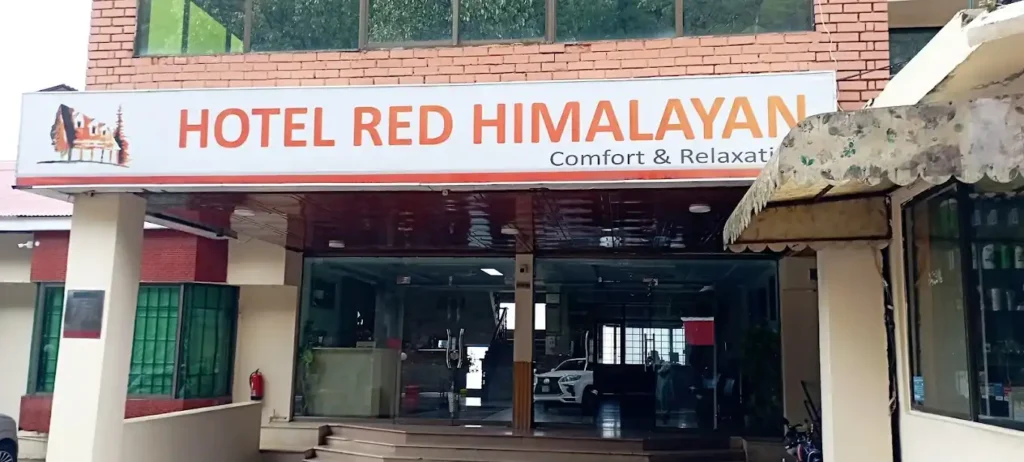 HOTEL RED HIMALAYAN
Comfort & Relaxati